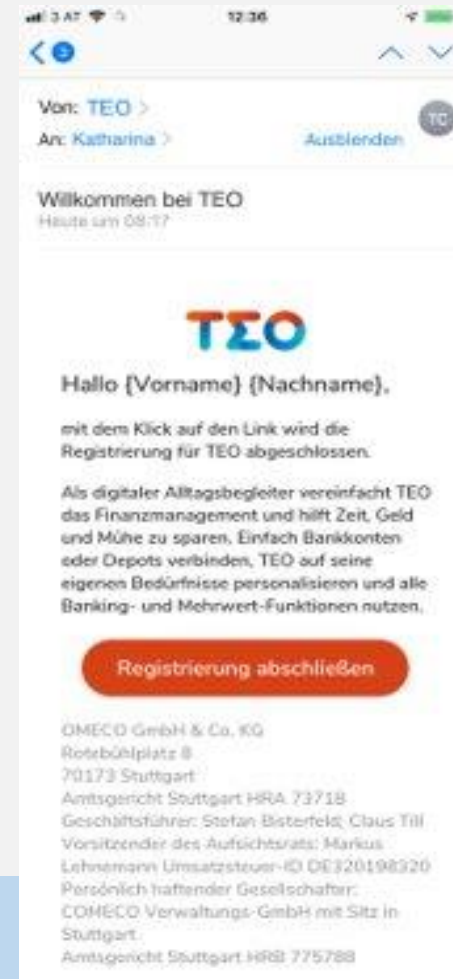 3 AT 12:36
3
Von: TEO >
TC
An: Katharina > Ausblenden
Willkommen bei TEO
Heute um 08:17
TΣO
Hallo {Vorname} {Nachname},
mit dem Klick auf den Link wird die
Registrierung für TEO abgeschlossen.
Als digitaler Alltagsbegleiter vereinfacht TEO
das Finanzmanagement und hilft Zeit, Geld
und Mühe zu sparen. Einfach Bankkonten
oder Depots verbinden, TEO auf seine
eigenen Bedürfnisse personalisieren und alle
Banking- und Mehrwert-Funktionen nutzen.
Registrierung abschließen
OMECO GmbH & Co. KG
Rotebühlplatz 8
70173 Stuttgart
Amtsgericht Stuttgart HRA 73718
Geschäftsführer: Stefan Bisterfeld, Claus Till
Vorsitzender des Aufsichtsrats: Markus
Lehnemann Umsatzsteuer-ID DE320198320
Persönlich haftender Gesellschafter:
COMECO Verwaltungs-GmbH mit Sitz in
Stuttgart
Amtsgericht Stuttgart HRB 775788